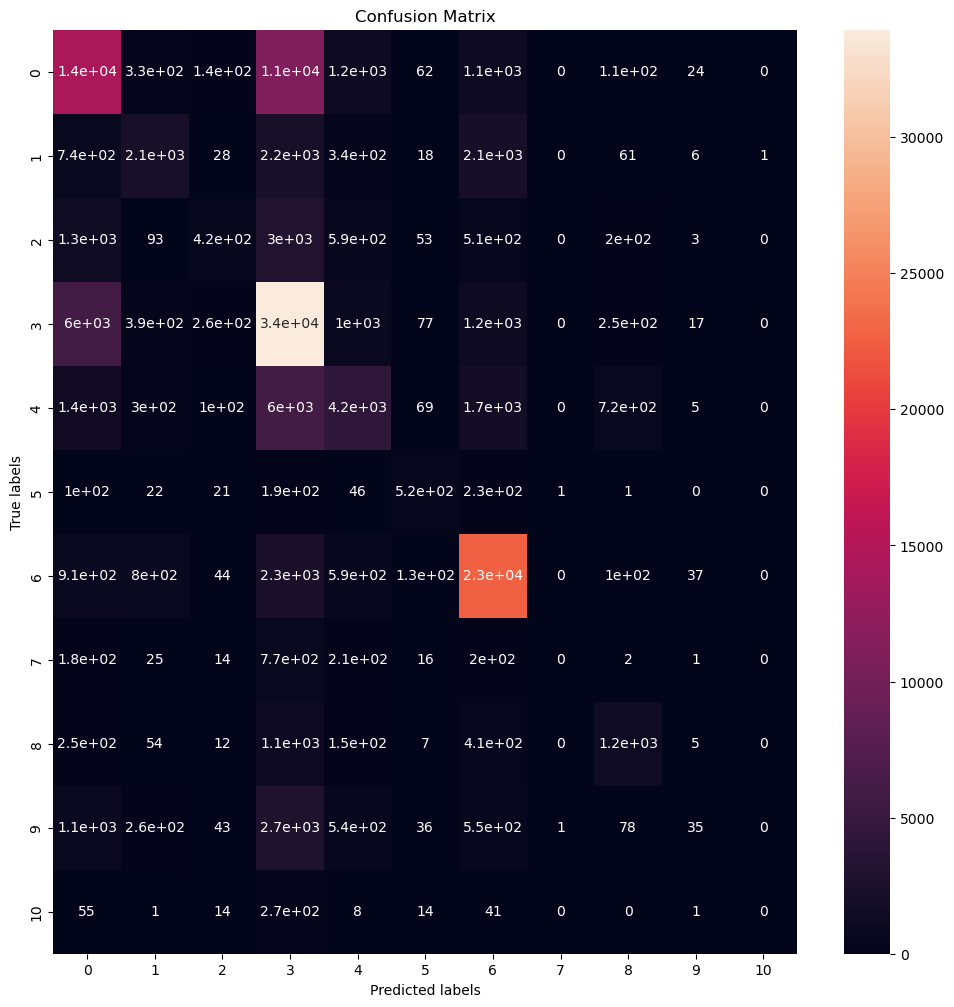 Confusion Matrix
0 1.4e+04 3.3e+02 1.4e+02 1.1e+04 1.2e+03 62 1.1e+03 0 1.1e+02 24 0
1 7.4e+02 2.1e+03 28 2.2e+03 3.4e+02 18 2.1e+03 0 61 6 1
2 1.3e+03 93 4.2e+02 3e+03 5.9e+02 53 5.1e+02 0 2e+02 3 0
3 6e+03 3.9e+02 2.6e+02 3.4e+04 1e+03 77 1.2e+03 0 2.5e+02 17 0
4 1.4e+03 3e+02 1e+02 6e+03 4.2e+03 69 1.7e+03 0 7.2e+02 5 0
5 1e+02 22 21 1.9e+02 46 5.2e+02 2.3e+02 1 1 0 0
6 9.1e+02 8e+02 44 2.3e+03 5.9e+02 1.3e+02 2.3e+04 0 1e+02 37 0
7 1.8e+02 25 14 7.7e+02 2.1e+02 16 2e+02 0 2 1 0
8 2.5e+02 54 12 1.1e+03 1.5e+02 7 4.1e+02 0 1.2e+03 5 0
9 1.1e+03 2.6e+02 43 2.7e+03 5.4e+02 36 5.5e+02 1 78 35 0
10 55 1 14 2.7e+02 8 14 41 0 0 1 0
0 1 2 3 4 5 6 7 8 9 10
Predicted labels
True labels
30000
25000
20000
15000
10000
5000
0